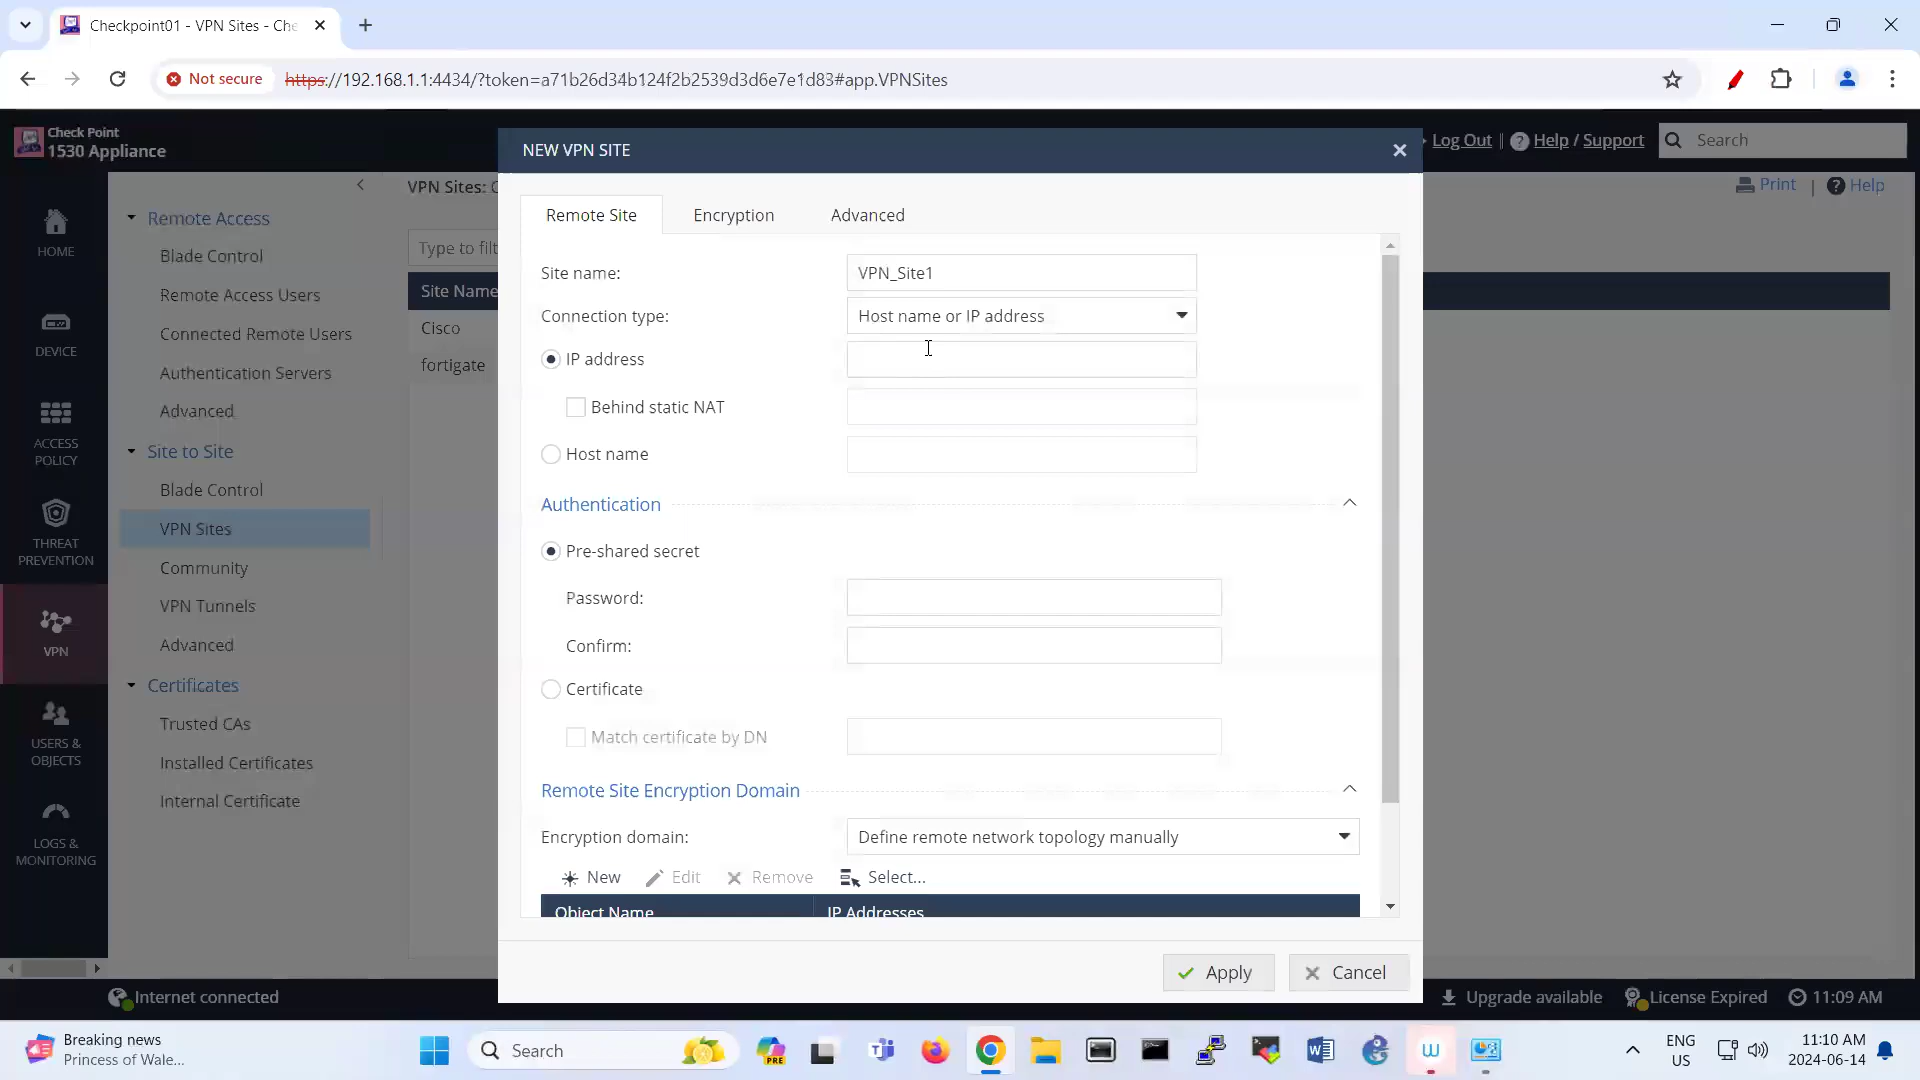 Checkpoint01 - VPN Sites - Che
Not secure
https://192.168.1.1:4434/?token=a71b26d34b124f2b2539d3d6e7e1d83#app.VPNSites
Check Point
1530 Appliance
Log Out | Help / Support
Search
HOME
DEVICE
ACCESS
POLICY
THREAT
PREVENTION
VPN
USERS &
OBJECTS
LOGS &
MONITORING
Remote Access
Blade Control
Remote Access Users
Connected Remote Users
Authentication Servers
Advanced
Site to Site
Blade Control
VPN Sites
Community
VPN Tunnels
Advanced
Certificates
Trusted CAs
Installed Certificates
Internal Certificate
VPN Sites: C
Print | Help
Type to filt
Site Name
Cisco
fortigate
NEW VPN SITE
Remote Site
Encryption
Advanced
Site name:
VPN_Site1
Connection type:
Host name or IP address
IP address
Behind static NAT
Host name
Authentication
Pre-shared secret
Password:
Confirm:
Certificate
Match certificate by DN
Remote Site Encryption Domain
Encryption domain:
Define remote network topology manually
New
Edit
Remove
Select...
Object Name
IP Addresses
Apply
Cancel
Internet connected
Upgrade available
License Expired
11:09 AM
Breaking news
Princess of Wale...
Search
PRE
ENG
US
11:10 AM
2024-06-14